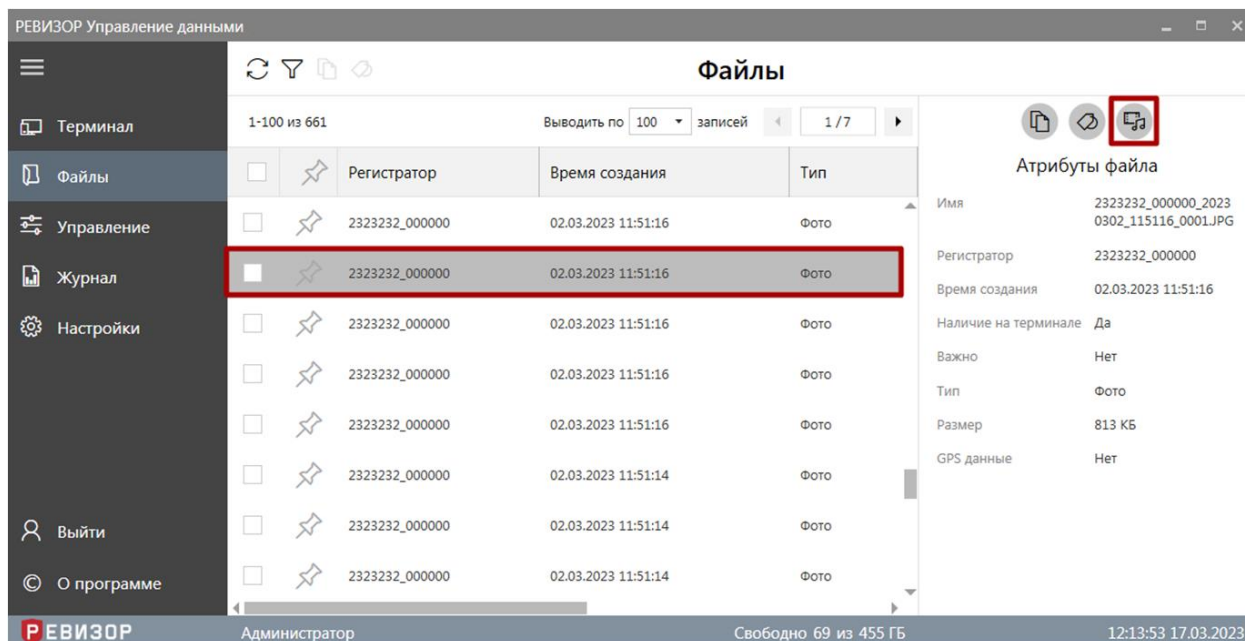 РЕВИЗОР Управление данными
Файлы
Терминал
Файлы
Управление
Журнал
Настройки
Выйти
© О программе
1-100 из 661 Выводить по 100 записей 1 / 7
Регистратор Время создания Тип
2323232_000000 02.03.2023 11:51:16 Фото
2323232_000000 02.03.2023 11:51:16 Фото
2323232_000000 02.03.2023 11:51:16 Фото
2323232_000000 02.03.2023 11:51:16 Фото
2323232_000000 02.03.2023 11:51:16 Фото
2323232_000000 02.03.2023 11:51:14 Фото
2323232_000000 02.03.2023 11:51:14 Фото
2323232_000000 02.03.2023 11:51:14 Фото
Атрибуты файла
Имя 2323232_000000_2023
0302_115116_0001.JPG
Регистратор 2323232_000000
Время создания 02.03.2023 11:51:16
Наличие на терминале Да
Важно Нет
Тип Фото
Размер 813 КБ
GPS данные Нет
РЕВИЗОР Администратор Свободно 69 из 455 ГБ 12:13:53 17.03.2023